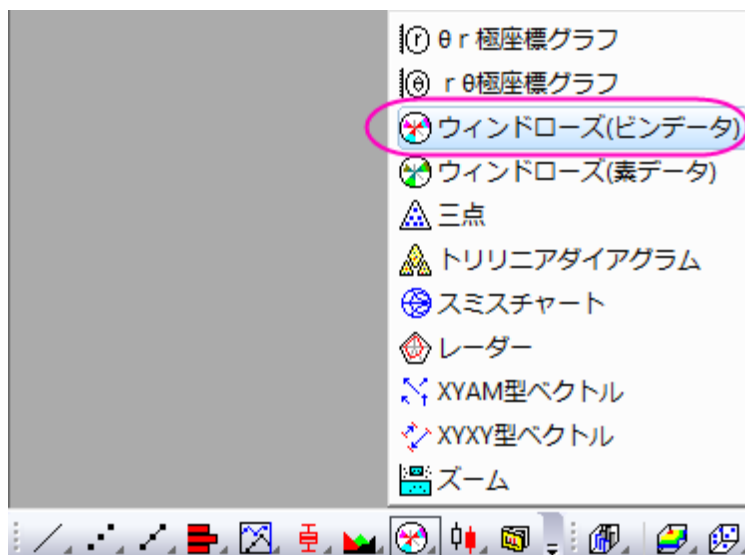 θ r 極座標グラフ
r θ極座標グラフ
ウィンドローズ(ビンデータ)
ウィンドローズ(素データ)
三点
トリリニアダイアグラム
スミスチャート
レーダー
XYAM型ベクトル
XYXY型ベクトル
ズーム